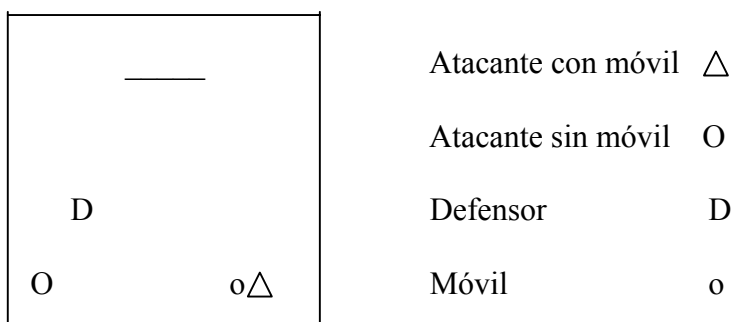 Atacante con móvil △
Atacante sin móvil O
D
Defensor D
O o△
Móvil o